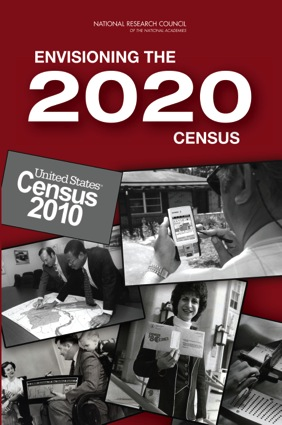 NATIONAL RESEARCH COUNCIL
OF THE NATIONAL ACADEMIES
ENVISIONING THE
2020
CENSUS
United States®
Census
2010